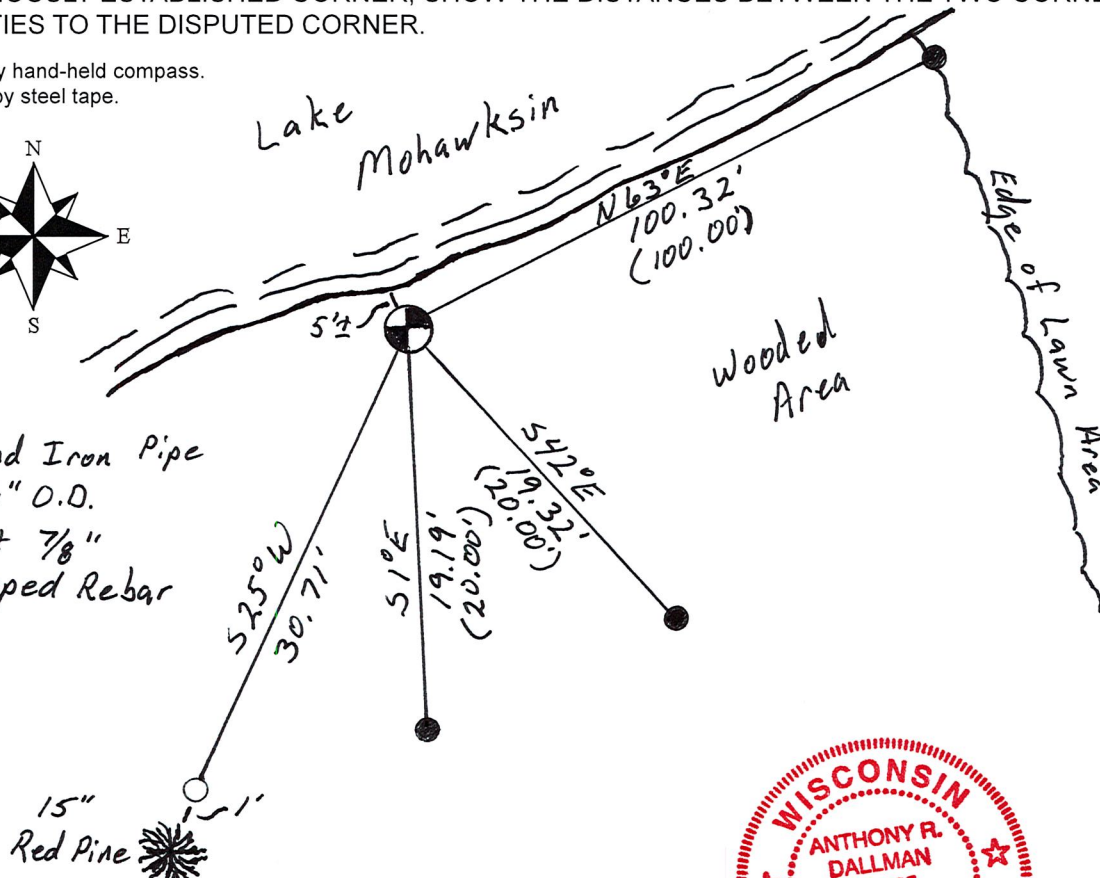 TIES TO THE DISPUTED CORNER.
by steel tape.
hand-held compass.
Lake
Mohawksin
N
E
S
N63°E
100.32'
(100.00')
5'±
Edge of Lawn Area
Wooded
Area
Iron Pipe
" O.D.
7/8"
Rebar
S25°W
30.71'
S1°E
19.19'
(20.00')
S42°E
19.32'
(20.00')
15"
Red Pine
1'
WISCONSIN
ANTHONY R.
DALLMAN